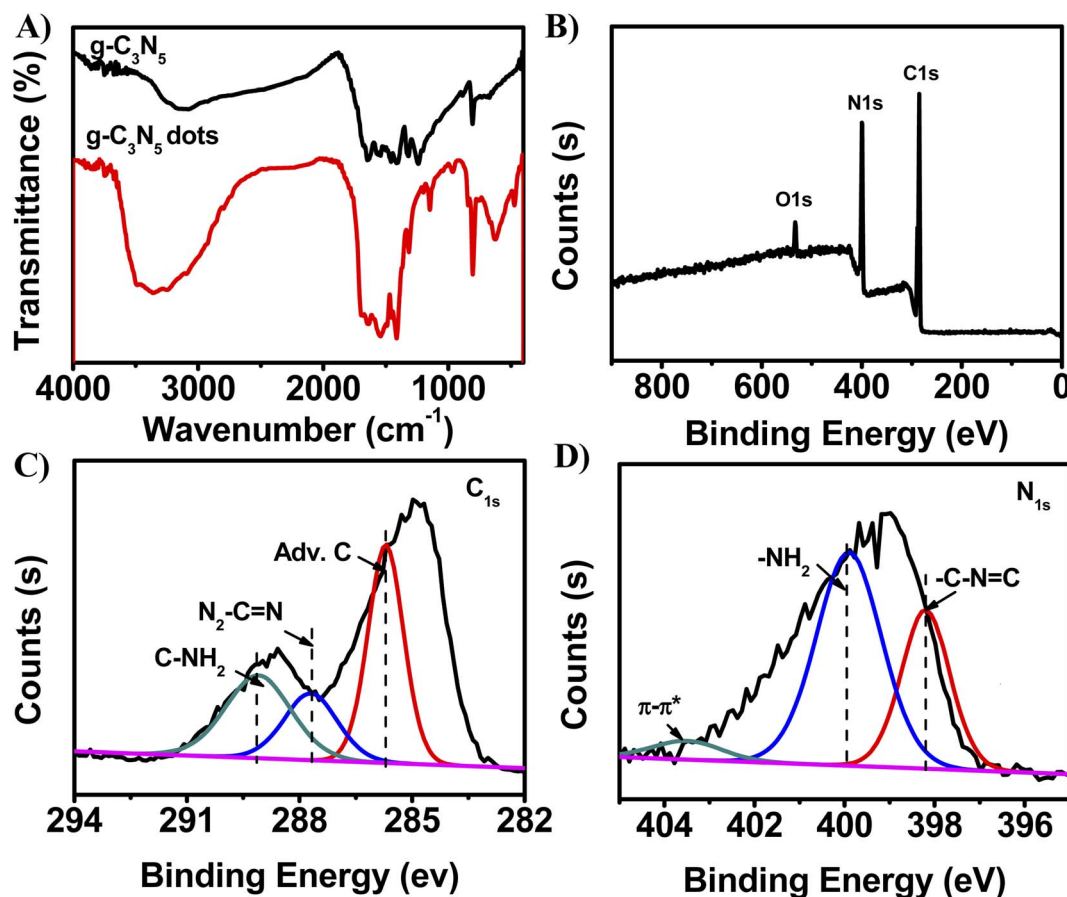 A)
g-C₃N₅
g-C₃N₅ dots
Transmittance (%)
4000 3000 2000 1000
Wavenumber (cm⁻¹)
B)
C1s
N1s
O1s
Counts (s)
800 600 400 200 0
Binding Energy (eV)
C)
C₁s
Adv. C
N₂-C=N
C-NH₂
Counts (s)
294 291 288 285 282
Binding Energy (ev)
D)
N₁s
-NH₂
-C-N=C
π-π*
Counts (s)
404 402 400 398 396
Binding Energy (eV)